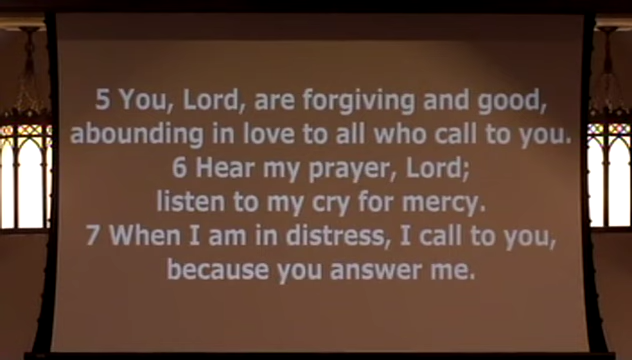 5 You, Lord, are forgiving and good,
abounding in love to all who call to you.
6 Hear my prayer, Lord;
listen to my cry for mercy.
7 When I am in distress, I call to you,
because you answer me.